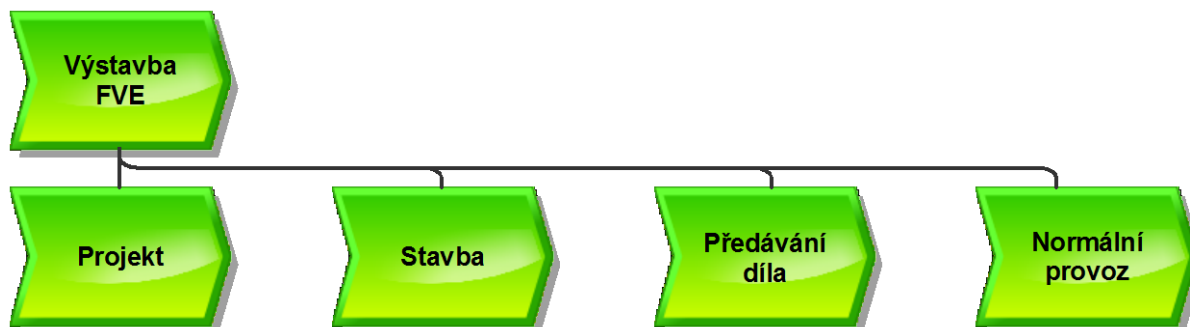 Výstavba
FVE
Projekt
Stavba
Předávání
díla
Normální
provoz